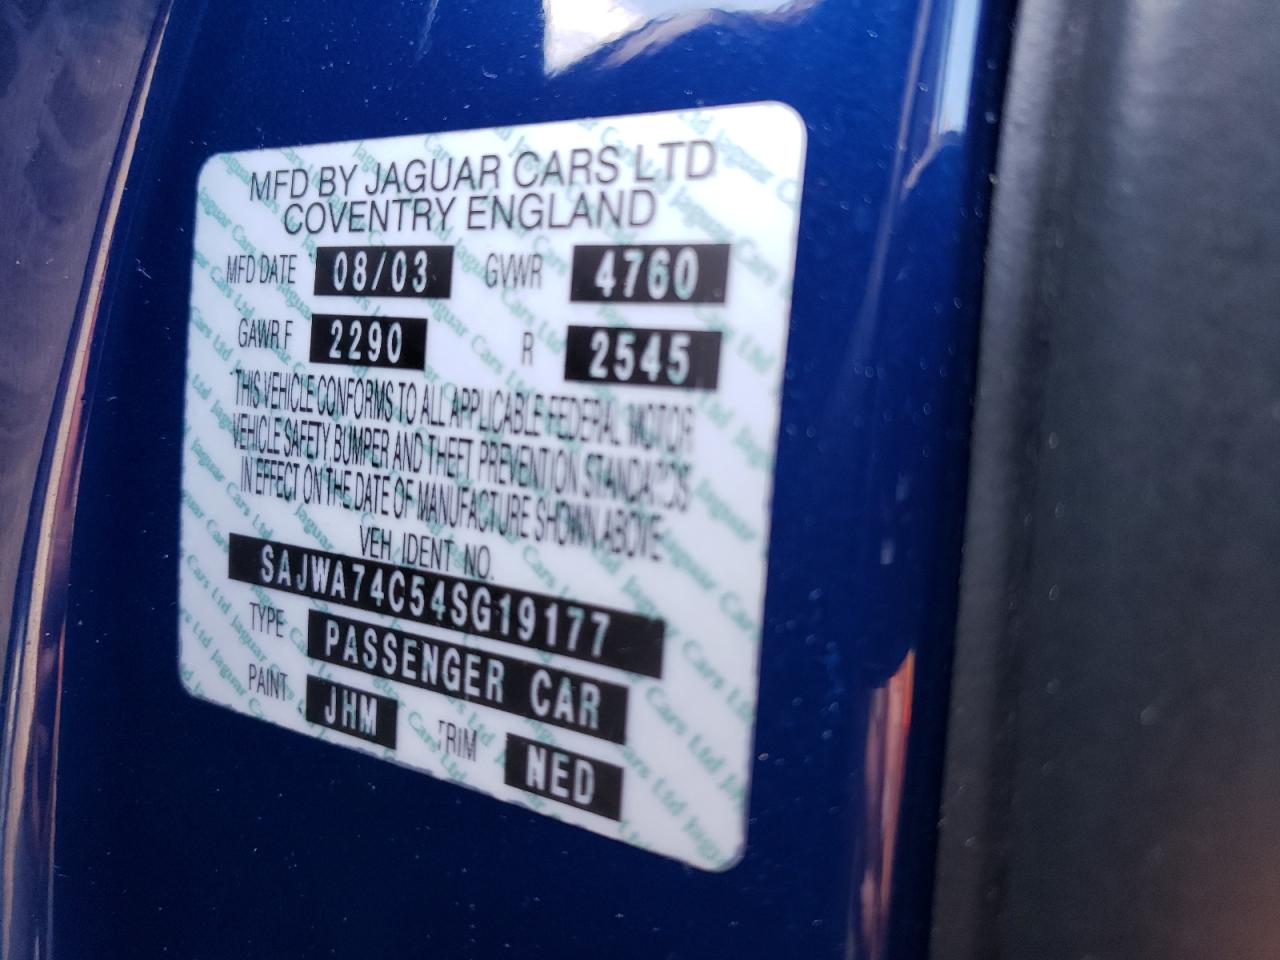 MFD BY JAGUAR CARS LTD
COVENTRY ENGLAND
MFD DATE 08/03 GVWR 4760
GAWR F 2290 R 2545
THIS VEHICLE CONFORMS TO ALL APPLICABLE FEDERAL MOTOR
VEHICLE SAFETY, BUMPER AND THEFT PREVENTION STANDARDS
IN EFFECT ON THE DATE OF MANUFACTURE SHOWN ABOVE
VEH. IDENT NO.
SAJWA74C54SG19177
TYPE PASSENGER CAR
PAINT JHM TRIM NED